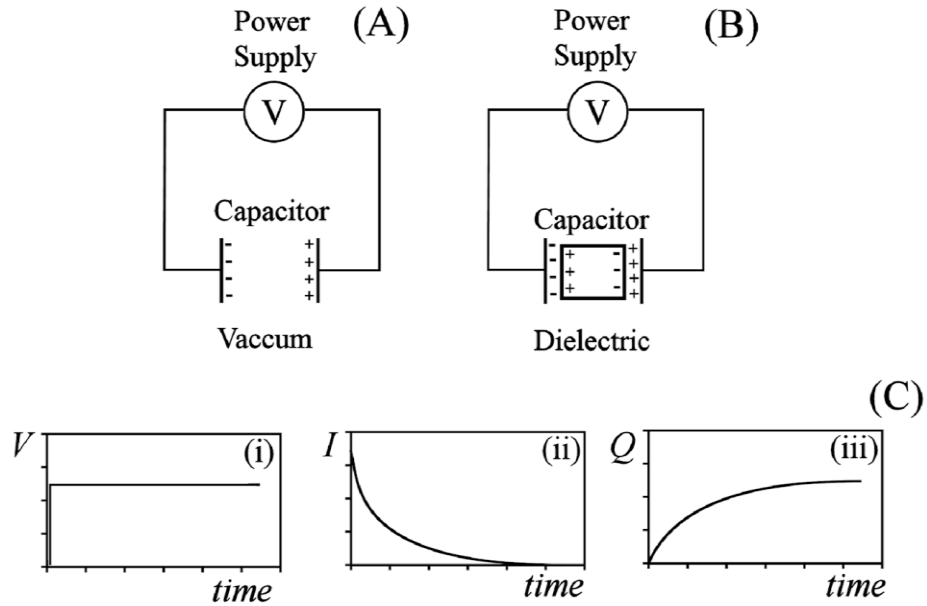 Power Supply
(A)
V
Capacitor
- +
- +
- +
- +
Vaccum
Power Supply
(B)
V
Capacitor
- + - +
- + - +
- + - +
- +
Dielectric
(C)
V
(i)
time
I
(ii)
time
Q
(iii)
time